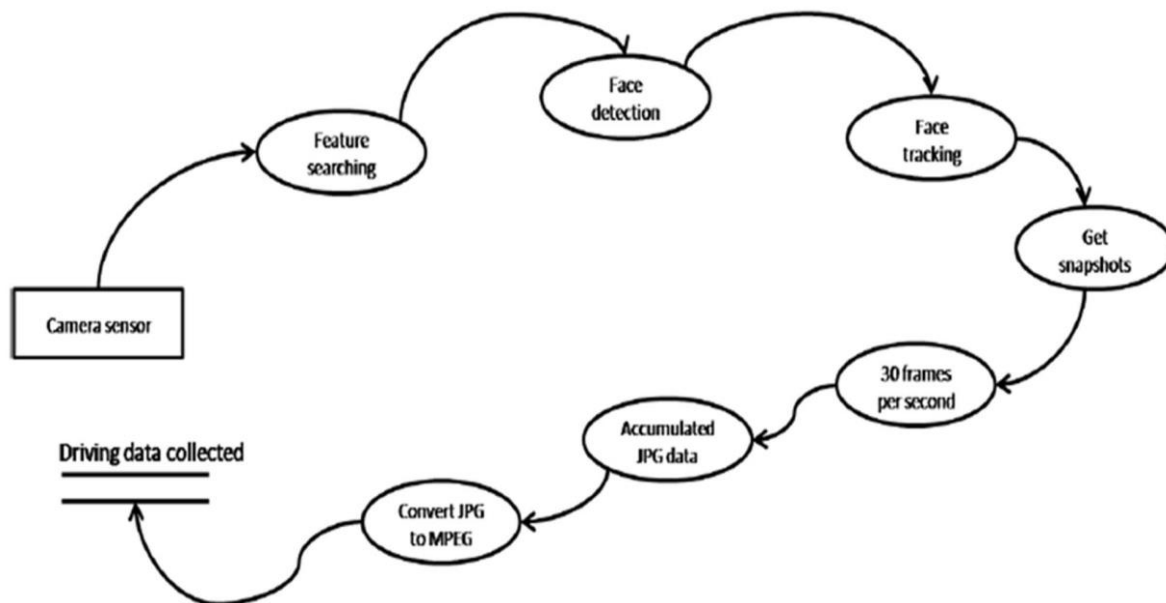 Camera sensor
Feature
searching
Face
detection
Face
tracking
Get
snapshots
30 frames
per second
Accumulated
JPG data
Convert JPG
to MPEG
Driving data collected